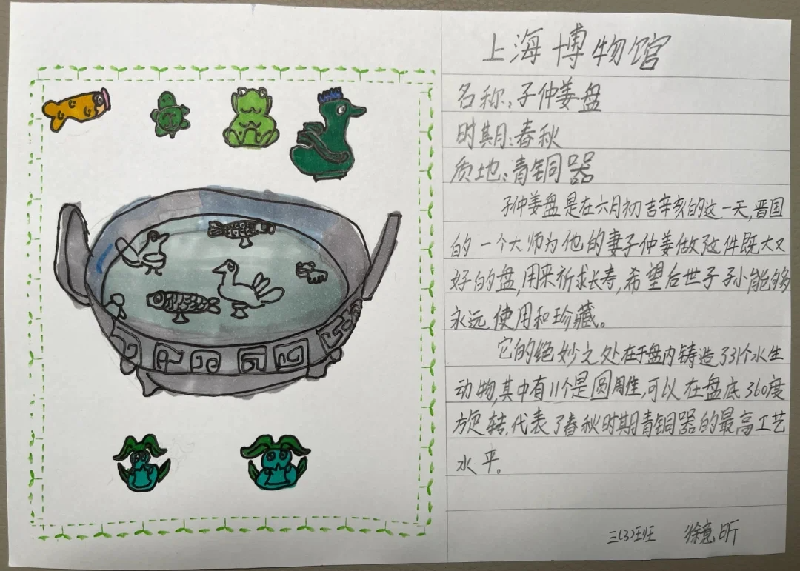 上海博物馆
名称:子仲姜盘
时期:春秋
质地:青铜器
子仲姜盘是在六月初吉辛亥的这一天,晋国
的一个大师为他的妻子仲姜做了这件既大又
好的盘,用来祈求长寿,希望后世子子孙能够
永远使用和珍藏。
它的绝妙之处在于盘内铸造了31个水生
动物,其中有11个是圆雕,可以在盘底360度
旋转,代表了春秋时期青铜器的最高工艺
水平。
三(3)班 徐意昕